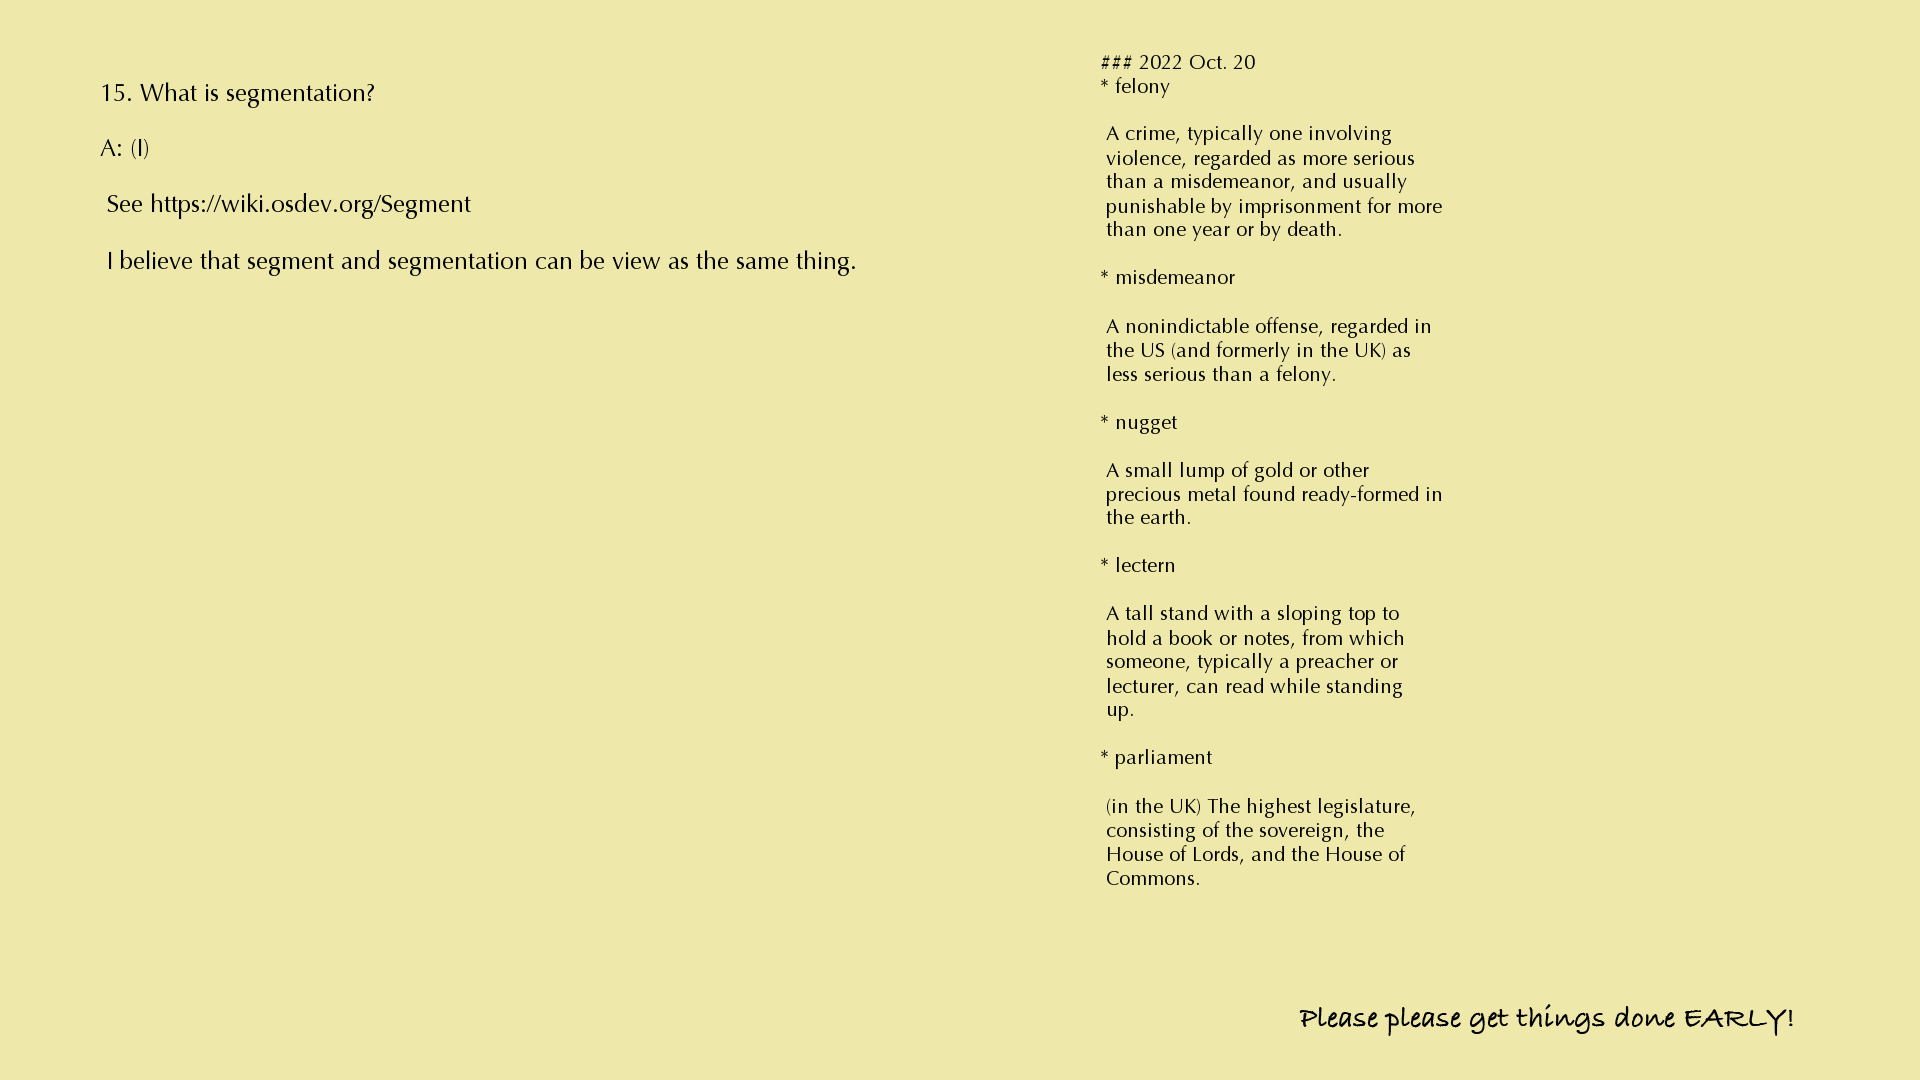 15. What is segmentation?
A: (I)
See https://wiki.osdev.org/Segment
I believe that segment and segmentation can be view as the same thing.
### 2022 Oct. 20
* felony
A crime, typically one involving
violence, regarded as more serious
than a misdemeanor, and usually
punishable by imprisonment for more
than one year or by death.
* misdemeanor
A nonindictable offense, regarded in
the US (and formerly in the UK) as
less serious than a felony.
* nugget
A small lump of gold or other
precious metal found ready-formed in
the earth.
* lectern
A tall stand with a sloping top to
hold a book or notes, from which
someone, typically a preacher or
lecturer, can read while standing
up.
* parliament
(in the UK) The highest legislature,
consisting of the sovereign, the
House of Lords, and the House of
Commons.
Please please get things done EARLY!